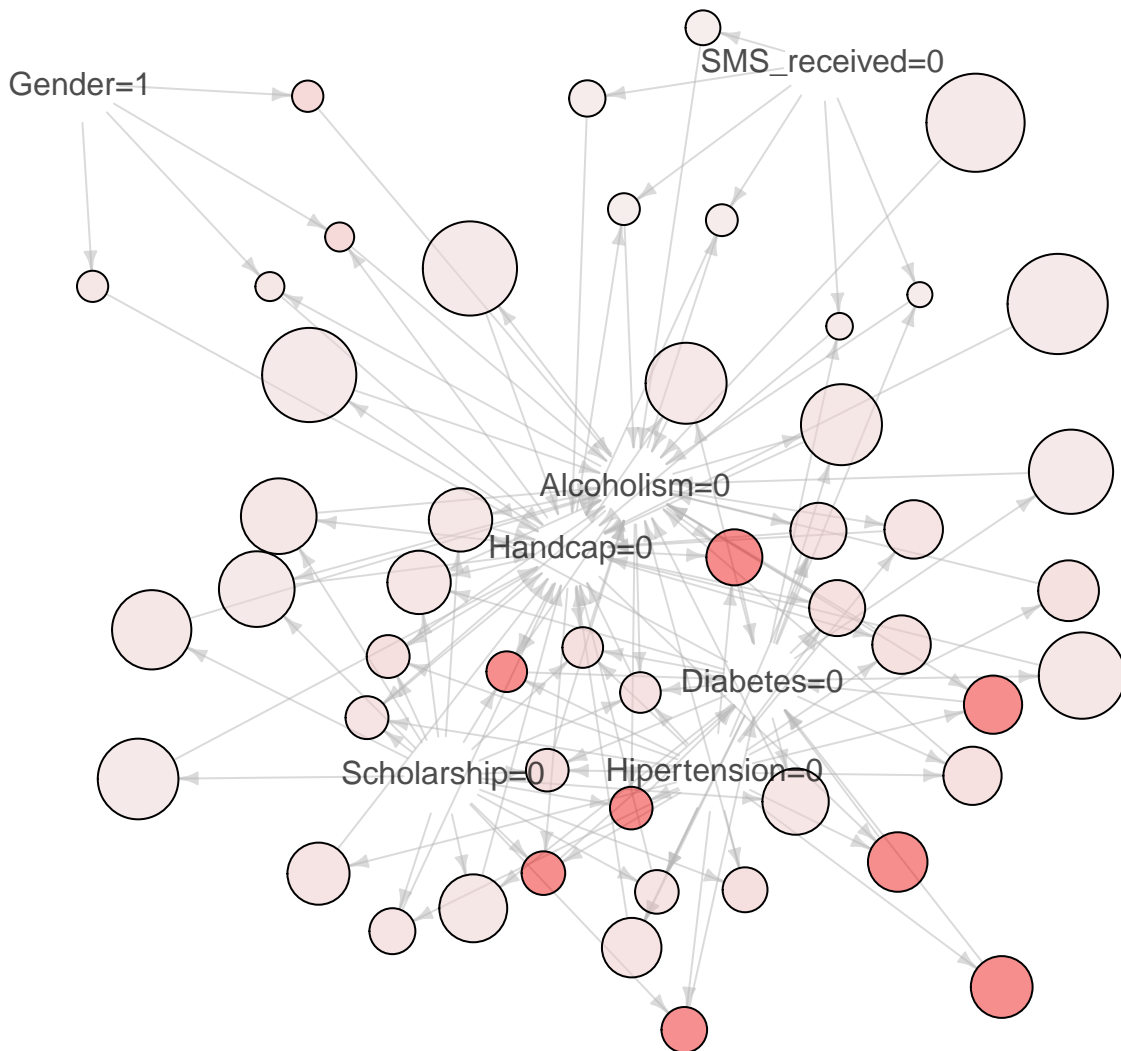 SMS_received=0
Gender=1
Alcoholism=0
Handcap=0
Diabetes=0
Scholarship=0
Hipertension=0